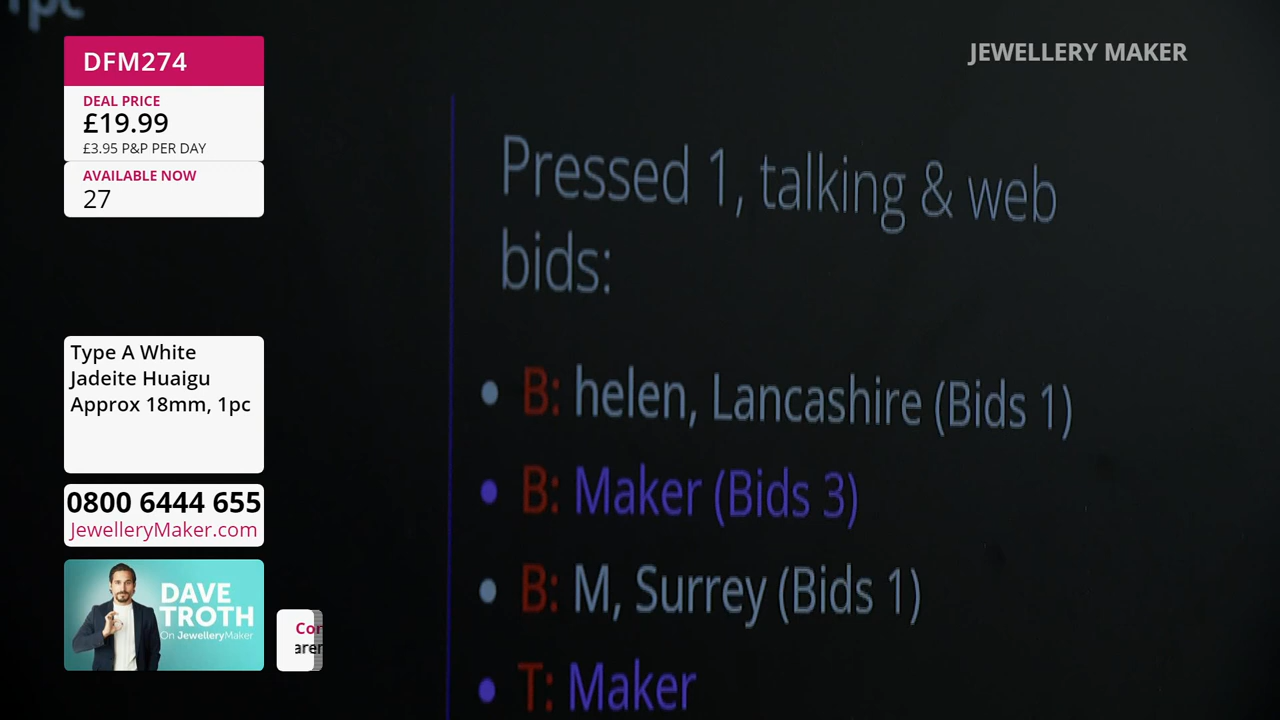 DFM274
DEAL PRICE
£19.99
£3.95 P&P PER DAY
AVAILABLE NOW
27
Type A White
Jadeite Huaigu
Approx 18mm, 1pc
0800 6444 655
JewelleryMaker.com
DAVE
TROTH
On JewelleryMaker
JEWELLERY MAKER
Pressed 1, talking & web
bids:
• B: helen, Lancashire (Bids 1)
• B: Maker (Bids 3)
• B: M, Surrey (Bids 1)
• T: Maker